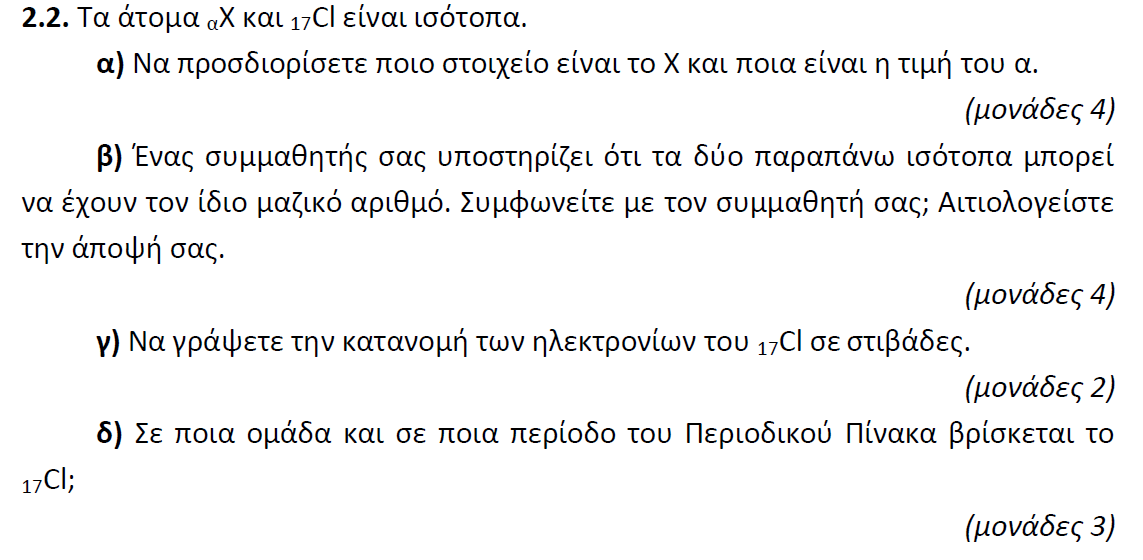 2.2. Τα άτομα αX και 17Cl είναι ισότοπα.
α) Να προσδιορίσετε ποιο στοιχείο είναι το Χ και ποια είναι η τιμή του α.
(μονάδες 4)
β) Ένας συμμαθητής σας υποστηρίζει ότι τα δύο παραπάνω ισότοπα μπορεί
να έχουν τον ίδιο μαζικό αριθμό. Συμφωνείτε με τον συμμαθητή σας; Αιτιολογείστε
την άποψή σας.
(μονάδες 4)
γ) Να γράψετε την κατανομή των ηλεκτρονίων του 17Cl σε στιβάδες.
(μονάδες 2)
δ) Σε ποια ομάδα και σε ποια περίοδο του Περιοδικού Πίνακα βρίσκεται το
17Cl;
(μονάδες 3)